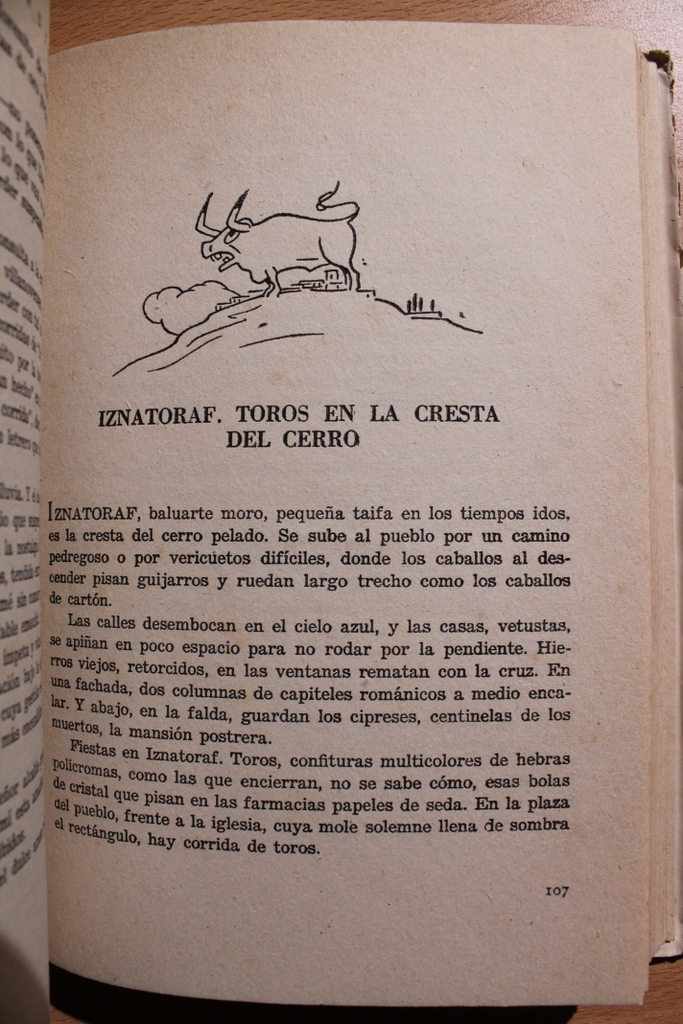 IZNATORAF. TOROS EN LA CRESTA
DEL CERRO
IZNATORAF, baluarte moro, pequeña taifa en los tiempos idos,
es la cresta del cerro pelado. Se sube al pueblo por un camino
pedregoso o por vericuetos difíciles, donde los caballos al des-
cender pisan guijarros y ruedan largo trecho como los caballos
de cartón.
Las calles desembocan en el cielo azul, y las casas, vetustas,
se apiñan en poco espacio para no rodar por la pendiente. Hie-
rros viejos, retorcidos, en las ventanas rematan con la cruz. En
una fachada, dos columnas de capiteles románicos a medio enca-
lar. Y abajo, en la falda, guardan los cipreses, centinelas de los
muertos, la mansión postrera.
Fiestas en Iznatoraf. Toros, confituras multicolores de hebras
policromas, como las que encierran, no se sabe cómo, esas bolas
de cristal que pisan en las farmacias papeles de seda. En la plaza
del pueblo, frente a la iglesia, cuya mole solemne llena de sombra
el rectángulo, hay corrida de toros.
107